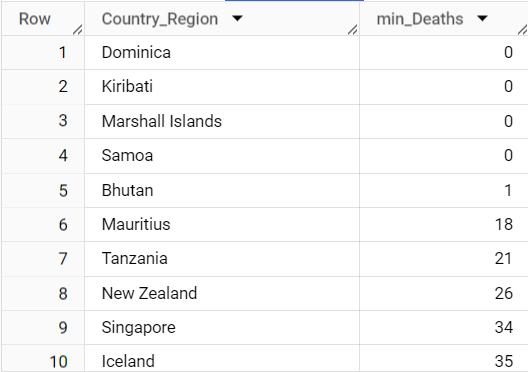 Row Country_Region min_Deaths
1 Dominica 0
2 Kiribati 0
3 Marshall Islands 0
4 Samoa 0
5 Bhutan 1
6 Mauritius 18
7 Tanzania 21
8 New Zealand 26
9 Singapore 34
10 Iceland 35